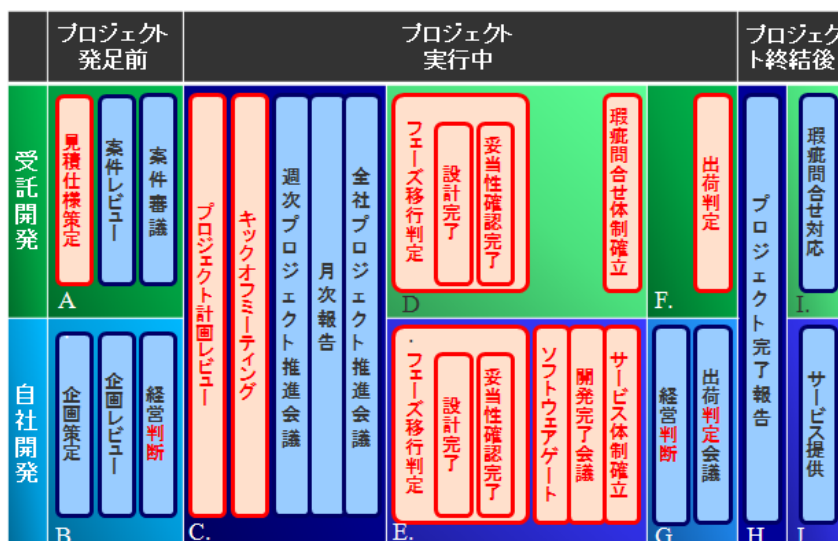 プロジェクト
発足前
プロジェクト
実行中
プロジェク
ト終結後
受託開発
見積仕様策定
案件レビュー
案件審議
A
プロジェクト計画レビュー
キックオフミーティング
週次プロジェクト推進会議
月次報告
全社プロジェクト推進会議
C.
フェーズ移行判定
設計完了
妥当性確認完了
瑕疵問合せ体制確立
D
出荷判定
F.
プロジェクト完了報告
H.
瑕疵問合せ対応
I.
自社開発
企画策定
企画レビュー
経営判断
B.
フェーズ移行判定
設計完了
妥当性確認完了
ソフトウェアゲート
開発完了会議
サービス体制確立
E.
経営判断
出荷判定会議
G.
サービス提供